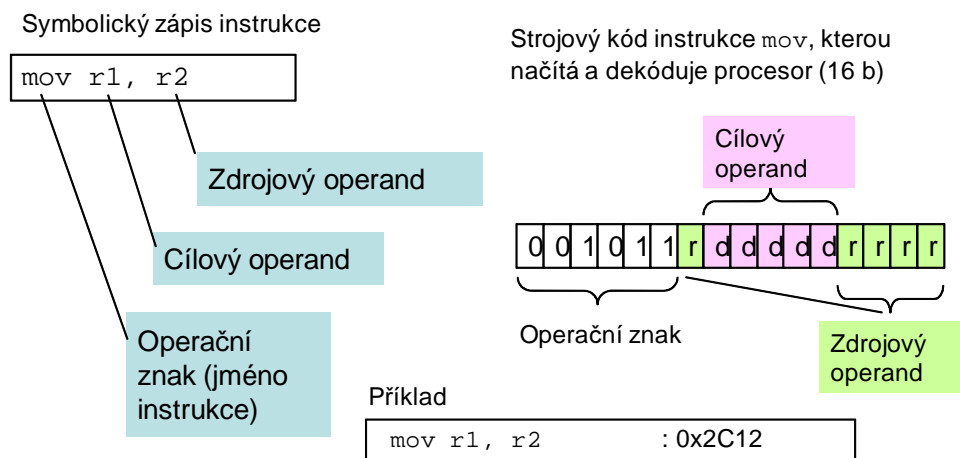 Symbolický zápis instrukce
mov r1, r2
Zdrojový operand
Cílový operand
Operační
znak (jméno
instrukce)
Strojový kód instrukce mov, kterou
načítá a dekóduje procesor (16 b)
Cílový
operand
0 0 1 0 1 1 r d d d d d r r r r
Operační znak
Zdrojový
operand
Příklad
mov r1, r2 : 0x2C12